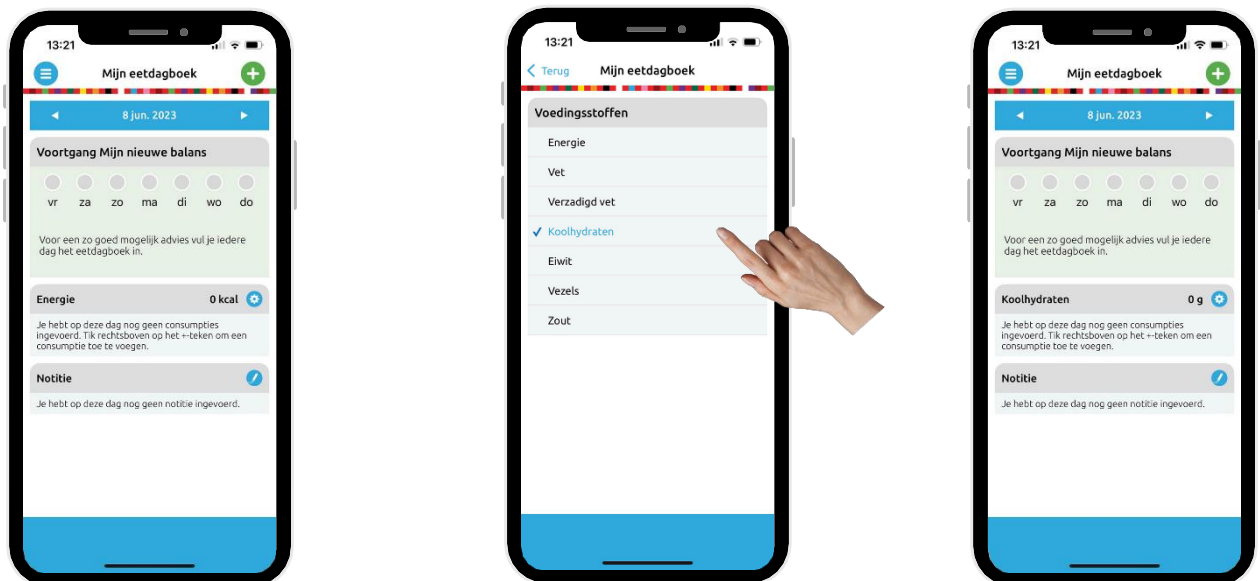 13:21
Mijn eetdagboek
8 jun. 2023
Voortgang Mijn nieuwe balans
vr za zo ma di wo do
Voor een zo goed mogelijk advies vul je iedere
dag het eetdagboek in.
Energie 0 kcal
Je hebt op deze dag nog geen consumpties
ingevoerd. Tik rechtsboven op het +-teken om een
consumptie toe te voegen.
Notitie
Je hebt op deze dag nog geen notitie ingevoerd.
13:21
Terug Mijn eetdagboek
Voedingsstoffen
Energie
Vet
Verzadigd vet
Koolhydraten
Eiwit
Vezels
Zout
13:21
Mijn eetdagboek
8 jun. 2023
Voortgang Mijn nieuwe balans
vr za zo ma di wo do
Voor een zo goed mogelijk advies vul je iedere
dag het eetdagboek in.
Koolhydraten 0 g
Je hebt op deze dag nog geen consumpties
ingevoerd. Tik rechtsboven op het +-teken om een
consumptie toe te voegen.
Notitie
Je hebt op deze dag nog geen notitie ingevoerd.